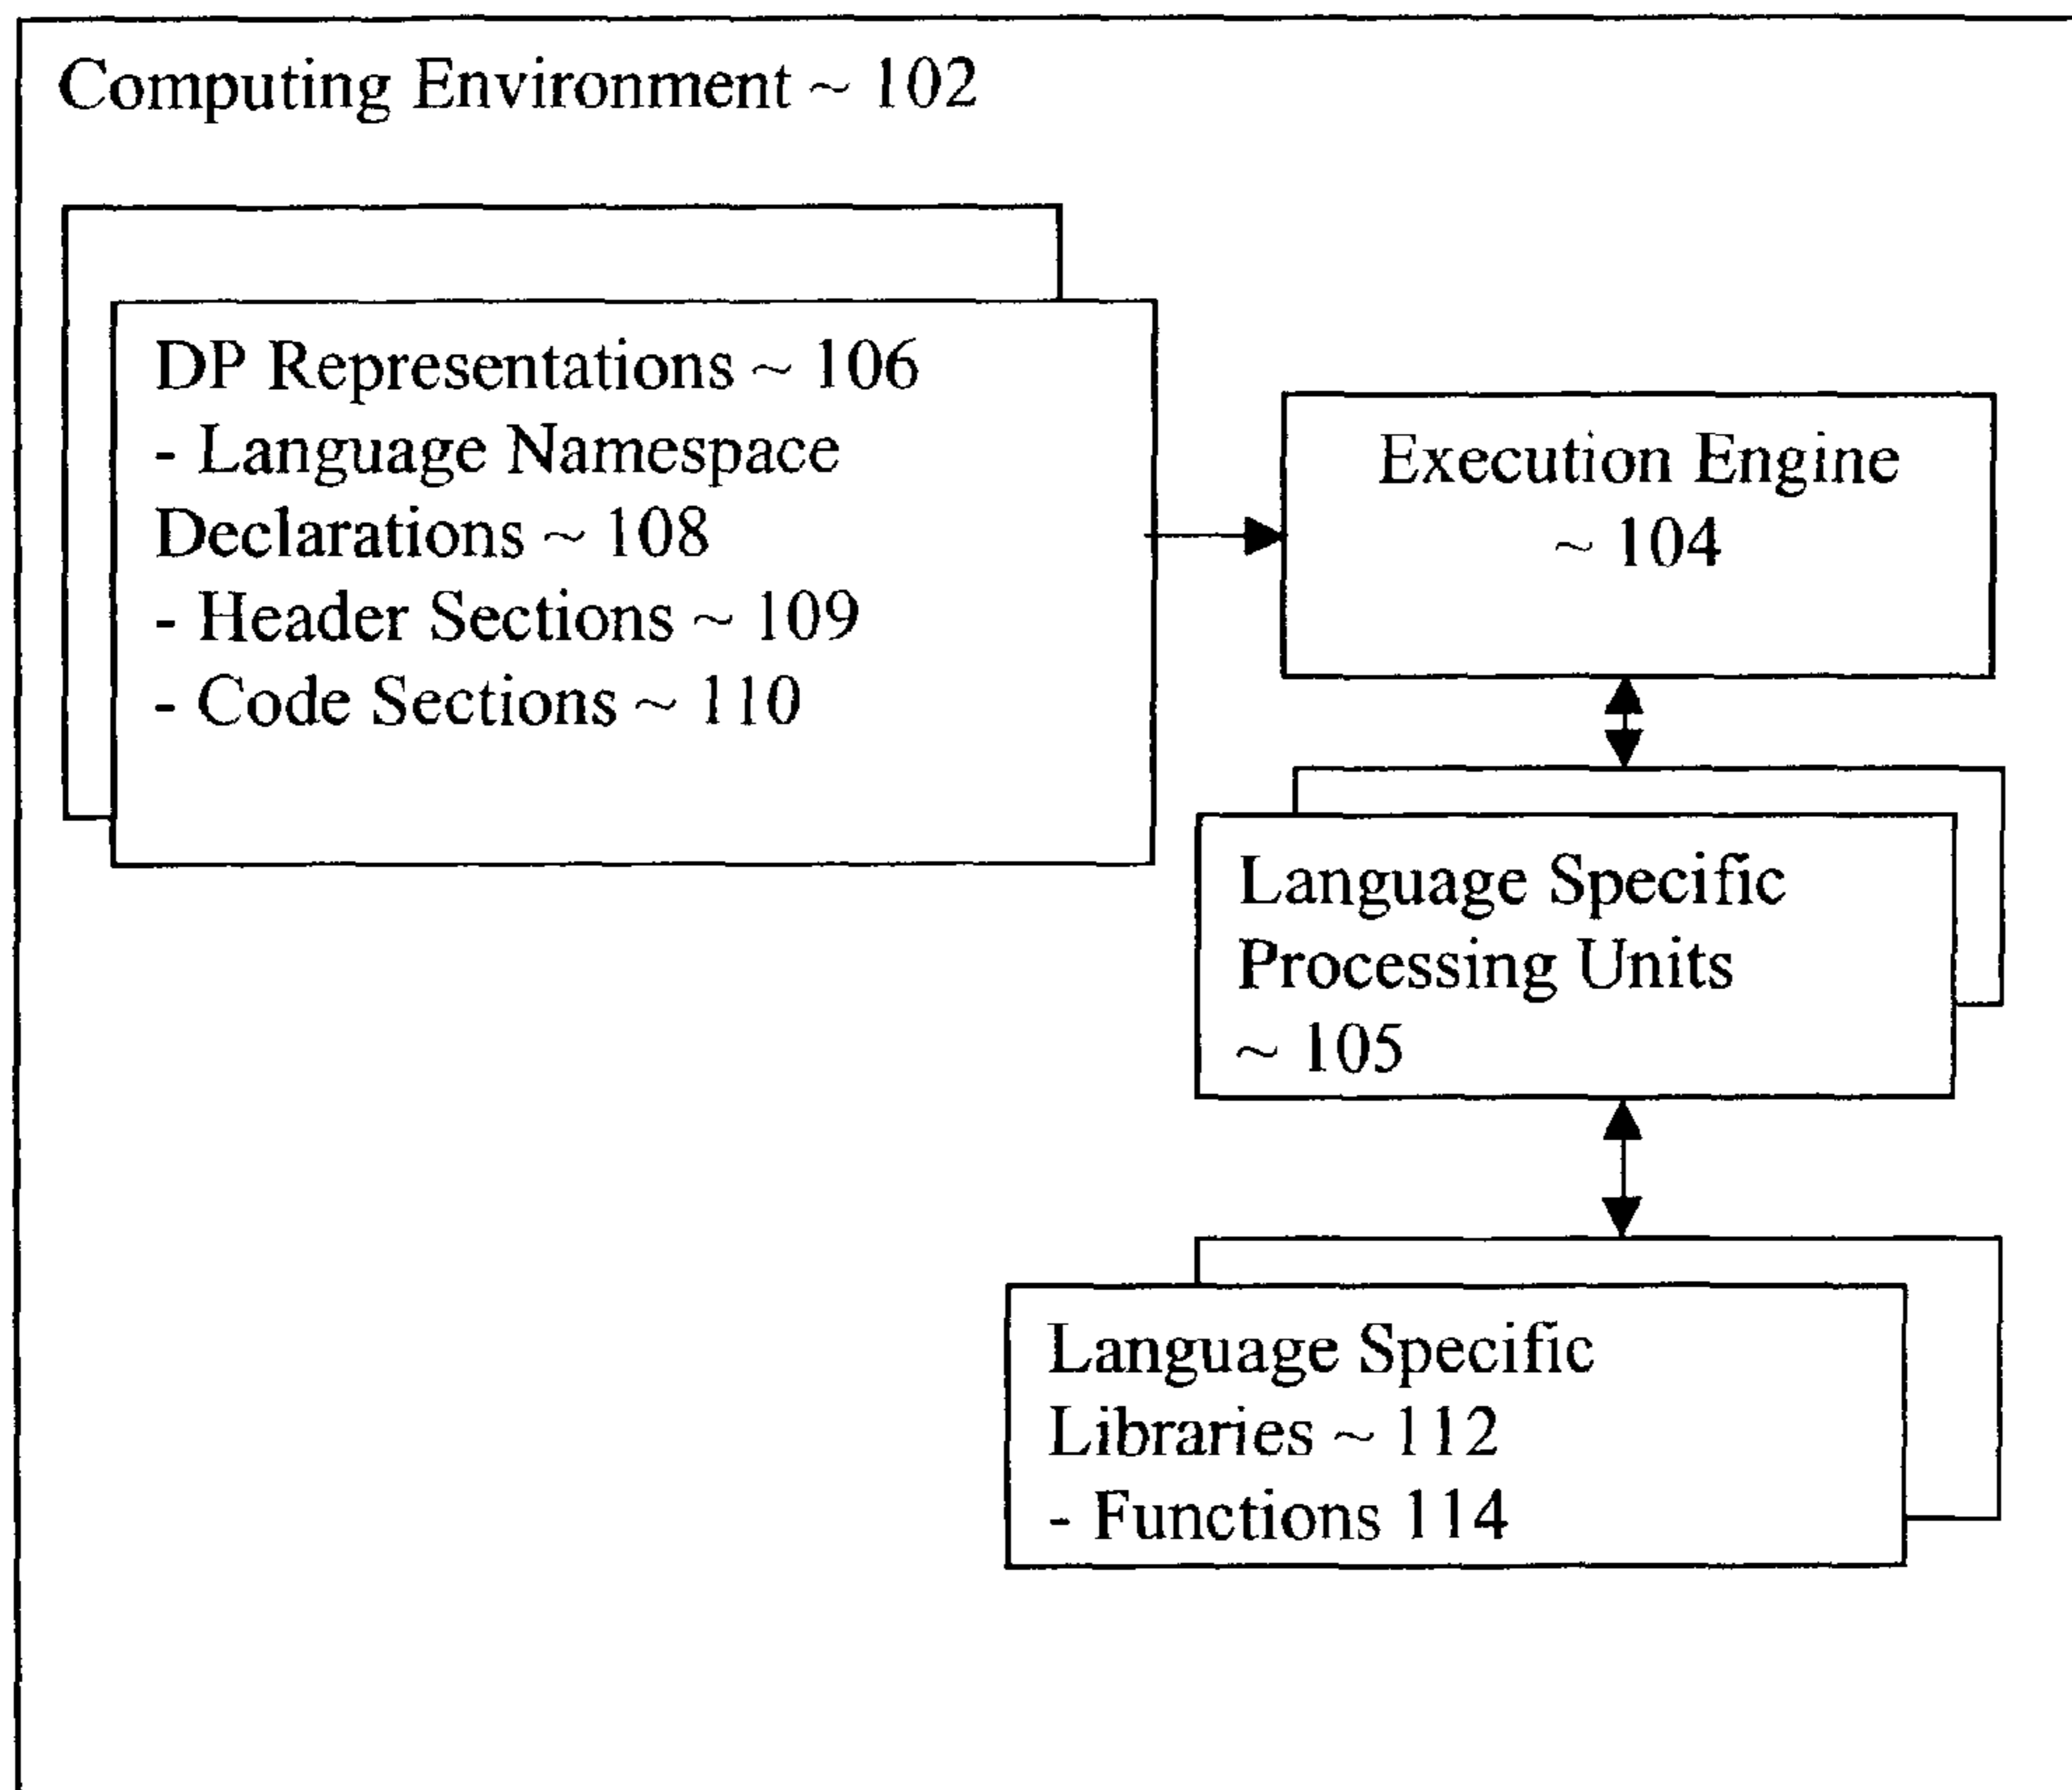 Computing Environment ~ 102
DP Representations ~ 106
- Language Namespace
Declarations ~ 108
- Header Sections ~ 109
- Code Sections ~ 110
Execution Engine
~ 104
Language Specific
Processing Units
~ 105
Language Specific
Libraries ~ 112
- Functions 114